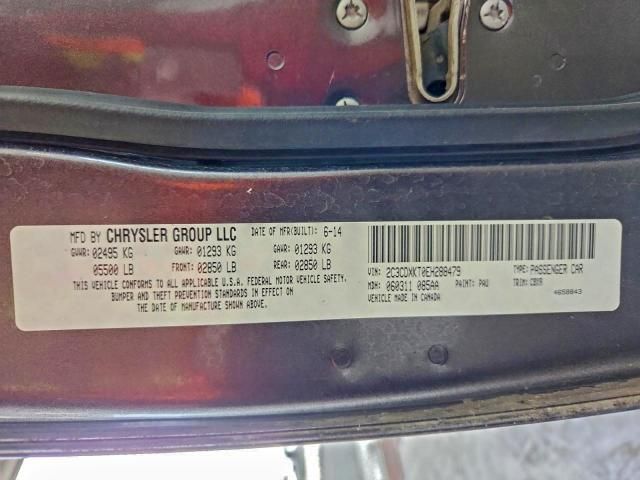 MFD BY CHRYSLER GROUP LLC DATE OF MFR(BUILT): 6-14
GVWR: 02495 KG GAWR: 01293 KG GAWR: 01293 KG
05500 LB FRONT: 02850 LB REAR: 02850 LB
THIS VEHICLE CONFORMS TO ALL APPLICABLE U.S.A. FEDERAL MOTOR VEHICLE SAFETY,
BUMPER AND THEFT PREVENTION STANDARDS IN EFFECT ON
THE DATE OF MANUFACTURE SHOWN ABOVE.
VIN: 2C3CDXKT0EH288479 TYPE: PASSENGER CAR
MDH: 060311 085AA PAINT: PAU TRIM: CBX9
VEHICLE MADE IN CANADA 4658843